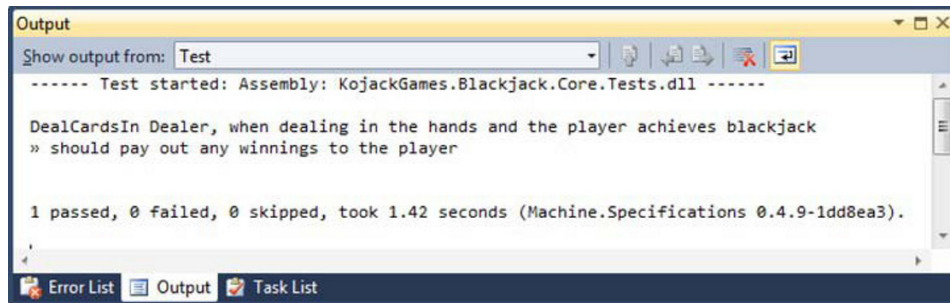 Output
Show output from: Test
------ Test started: Assembly: KojackGames.Blackjack.Core.Tests.dll ------
DealCardsIn Dealer, when dealing in the hands and the player achieves blackjack
» should pay out any winnings to the player
1 passed, 0 failed, 0 skipped, took 1.42 seconds (Machine.Specifications 0.4.9-1dd8ea3).
Error List Output Task List